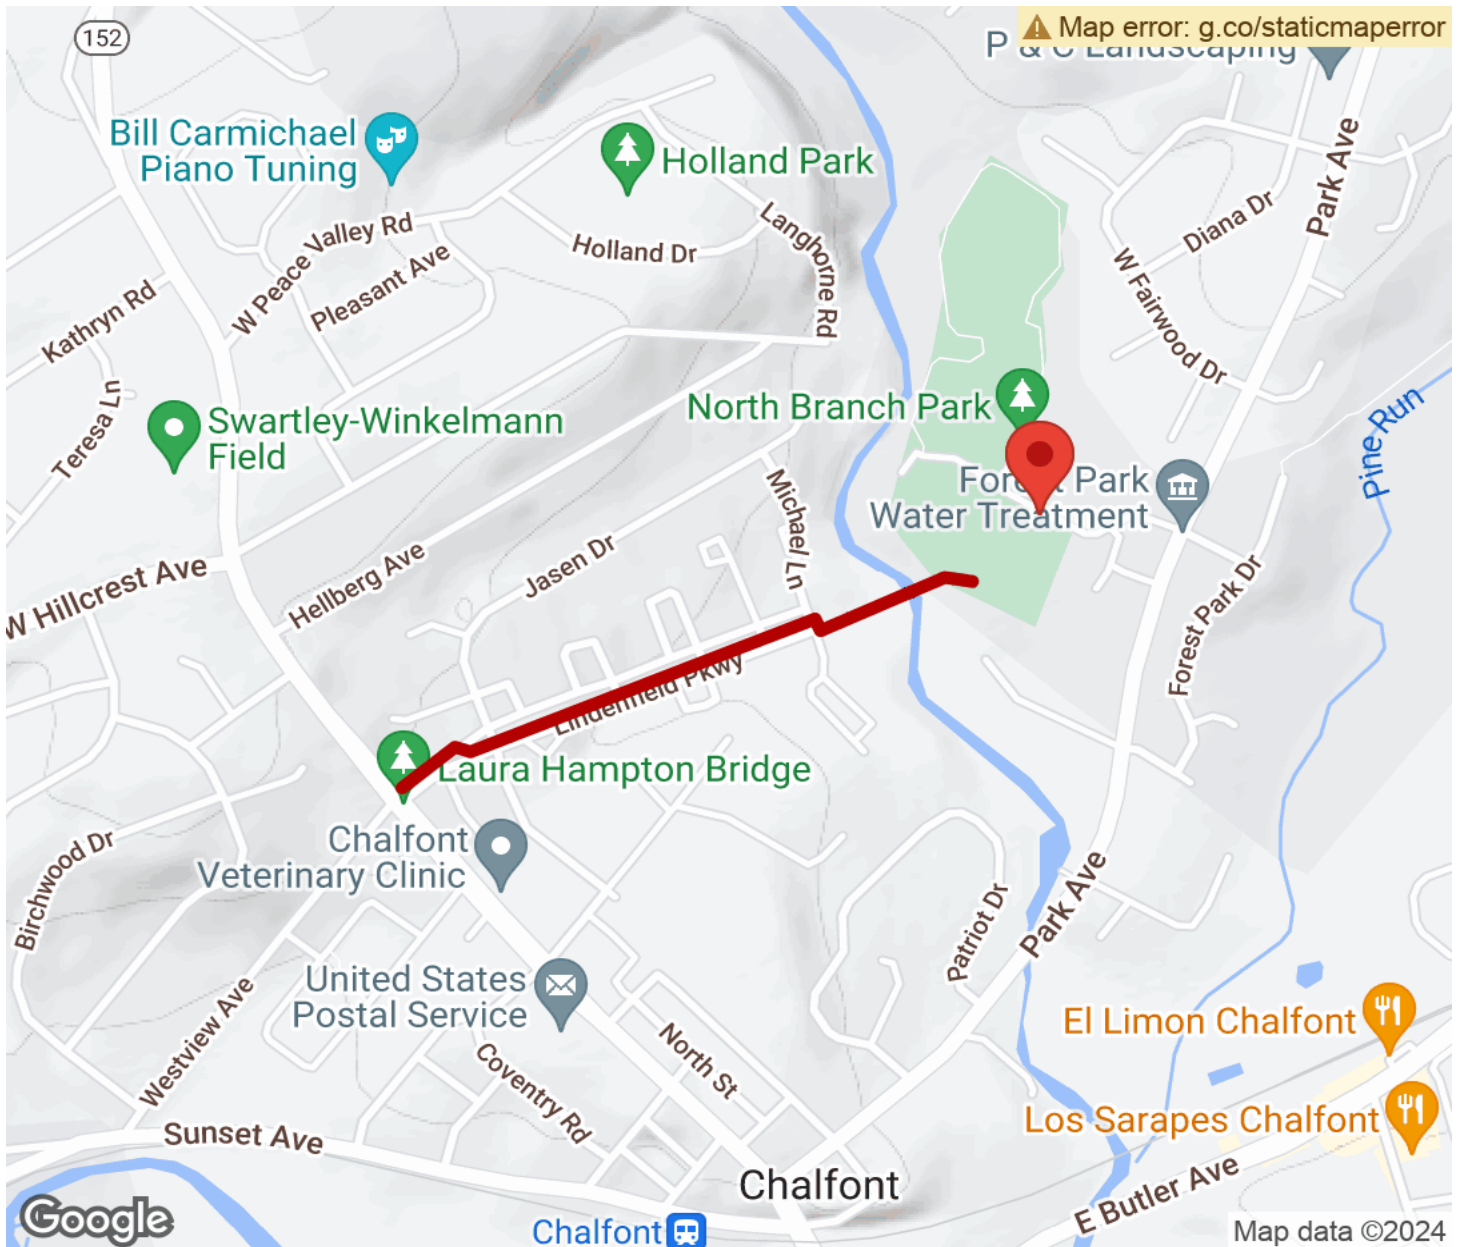 152
Map error: g.co/staticmaperror
P & C Landscaping
Bill Carmichael
Piano Tuning
Holland Park
Park Ave
Diana Dr
Langhorne
Rd
W Peace Valley Rd
Holland Dr
Pleasant Ave
W Fairwood Dr
Kathryn Rd
Teresa Ln
Swartley-Winkelmann
Field
North Branch Park
Pine Run
Forest Park
Water Treatment
Michael Ln
W Hillcrest Ave
Hellberg Ave
Jasen Dr
Forest Park Dr
Lindenfield Pkwy
Laura Hampton Bridge
Chalfont
Veterinary Clinic
Birchwood Dr
Park Ave
Patriot Dr
United States
Postal Service
Westview Ave
North St
Coventry Rd
El Limon Chalfont
Los Sarapes Chalfont
Sunset Ave
Chalfont
E Butler Ave
Chalfont
Google
Map data ©2024